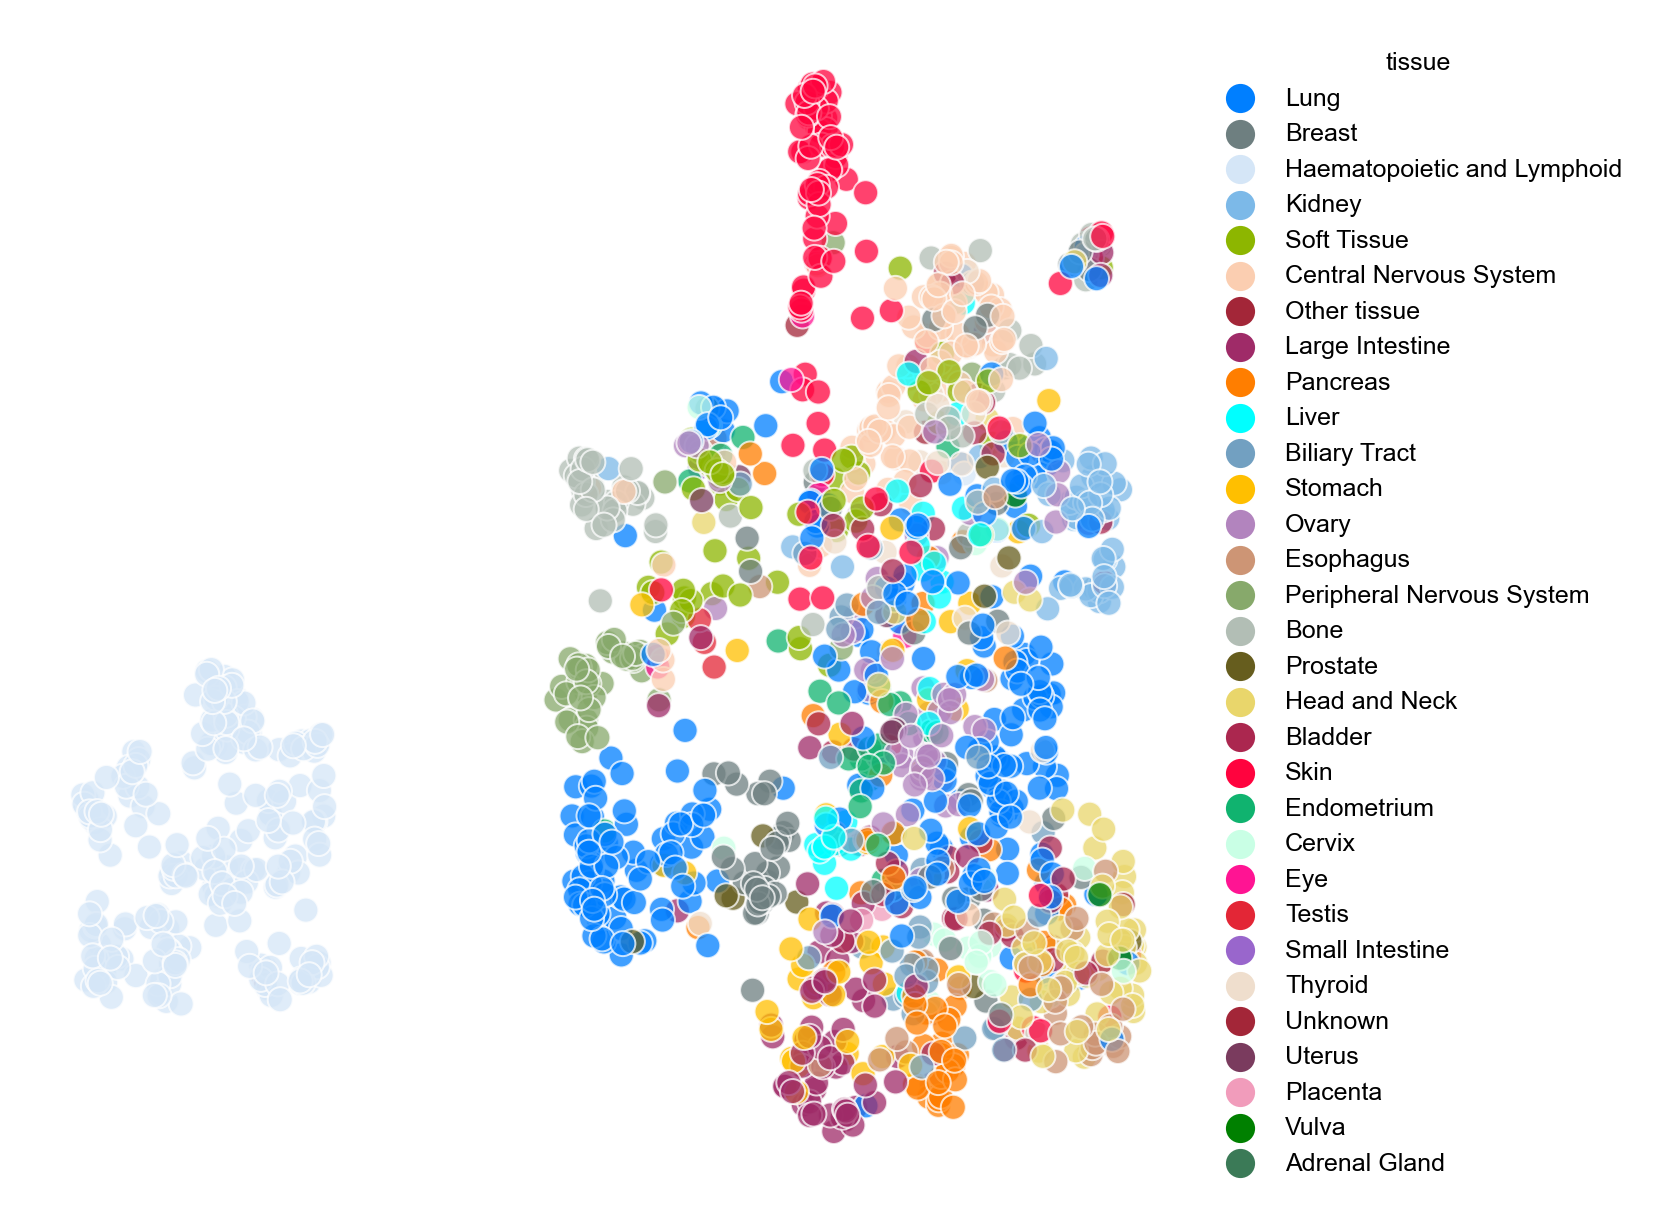 tissue
Lung
Breast
Haematopoietic and Lymphoid
Kidney
Soft Tissue
Central Nervous System
Other tissue
Large Intestine
Pancreas
Liver
Biliary Tract
Stomach
Ovary
Esophagus
Peripheral Nervous System
Bone
Prostate
Head and Neck
Bladder
Skin
Endometrium
Cervix
Eye
Testis
Small Intestine
Thyroid
Unknown
Uterus
Placenta
Vulva
Adrenal Gland